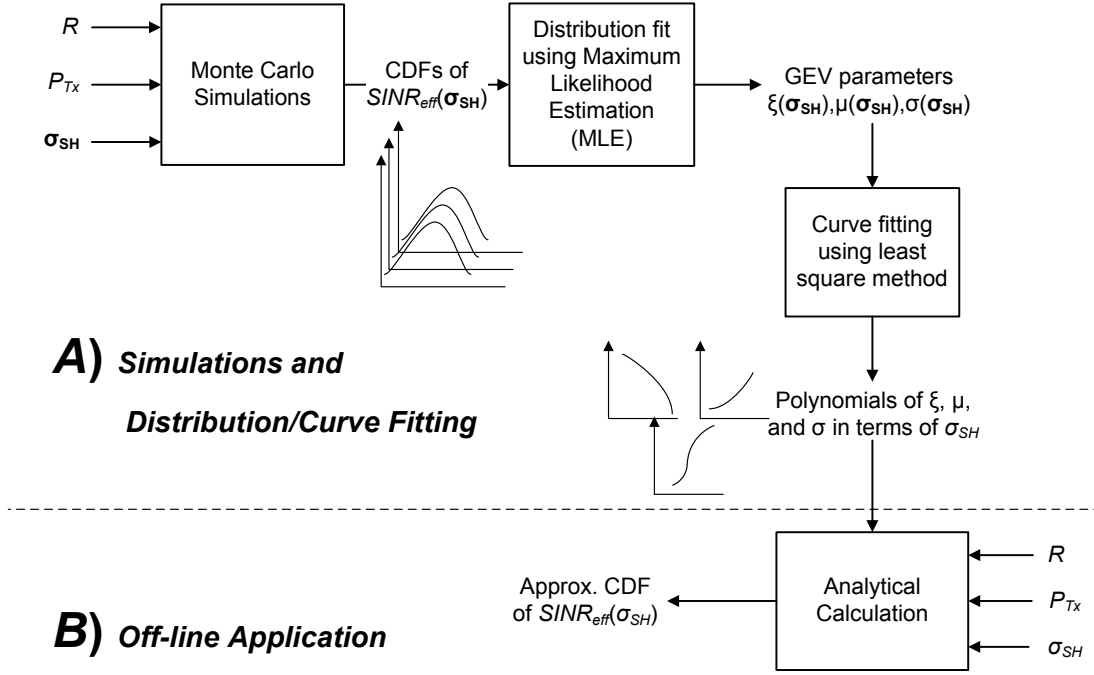 R
P_Tx
σ_SH
Monte Carlo
Simulations
CDFs of
SINR_eff(σ_SH)
Distribution fit
using Maximum
Likelihood
Estimation
(MLE)
GEV parameters
ξ(σ_SH),μ(σ_SH),σ(σ_SH)
Curve fitting
using least
square method
Polynomials of ξ, μ,
and σ in terms of σ_SH
A) Simulations and
Distribution/Curve Fitting
Analytical
Calculation
R
P_Tx
σ_SH
Approx. CDF
of SINR_eff(σ_SH)
B) Off-line Application